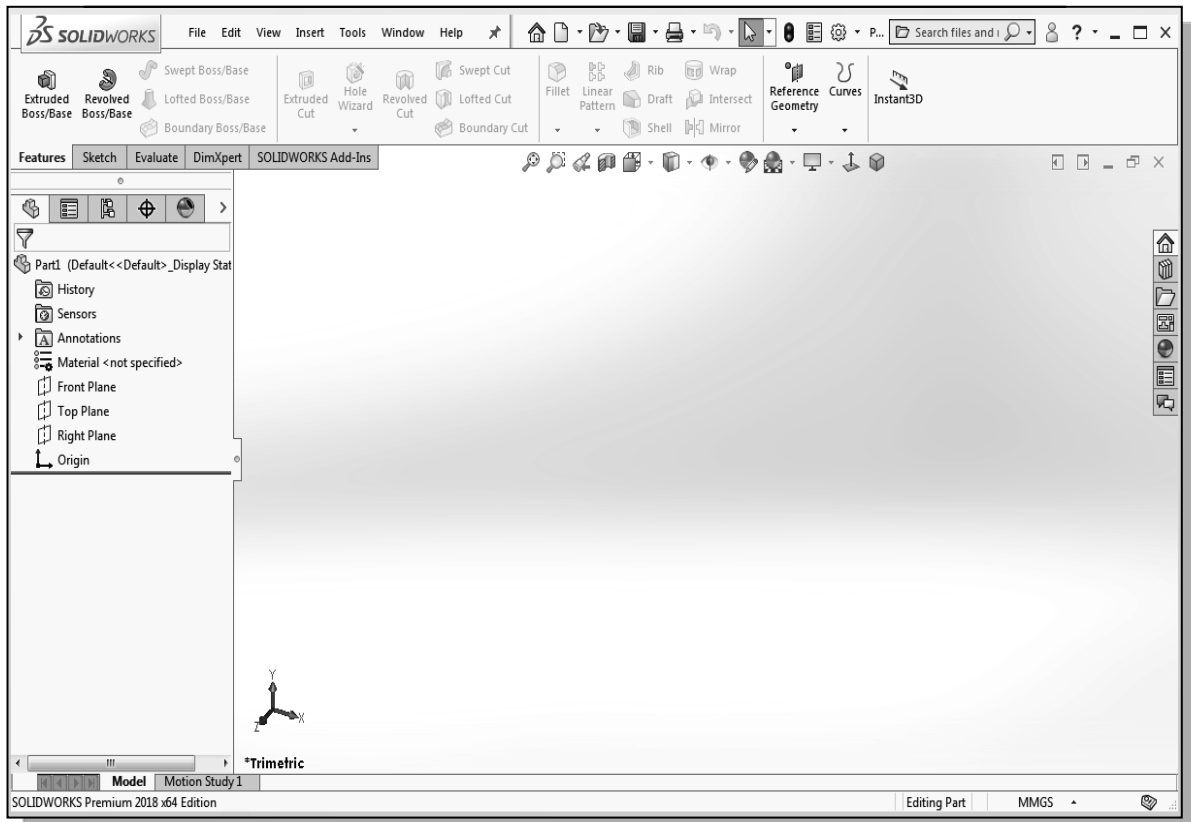 SOLIDWORKS File Edit View Insert Tools Window Help P... Search files and
Extruded Boss/Base
Revolved Boss/Base
Swept Boss/Base
Lofted Boss/Base
Boundary Boss/Base
Extruded Cut
Hole Wizard
Revolved Cut
Swept Cut
Lofted Cut
Boundary Cut
Fillet
Linear Pattern
Rib
Draft
Shell
Wrap
Intersect
Mirror
Reference Geometry
Curves
Instant3D
Features Sketch Evaluate DimXpert SOLIDWORKS Add-Ins
Part1 (Default<<Default>_Display Stat
History
Sensors
Annotations
Material <not specified>
Front Plane
Top Plane
Right Plane
Origin
Y
X
Z
*Trimetric
Model Motion Study 1
SOLIDWORKS Premium 2018 x64 Edition Editing Part MMGS